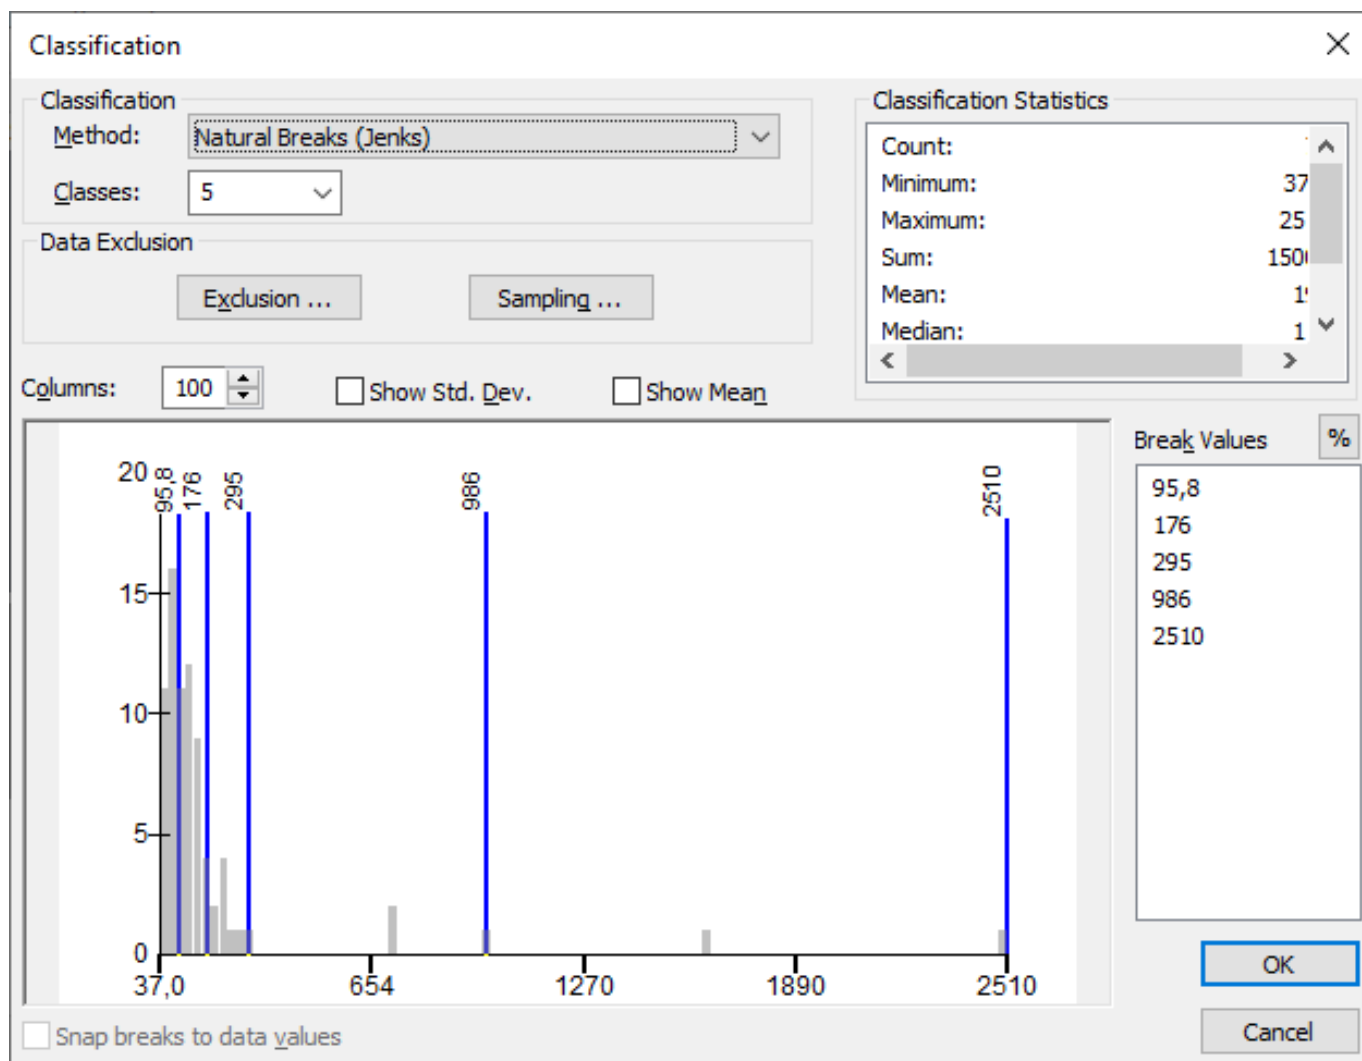 Classification
Classification
Method:
Natural Breaks (Jenks)
Classes:
5
Data Exclusion
Exclusion ...
Sampling ...
Classification Statistics
Count:
Minimum: 37
Maximum: 25
Sum:
Mean:
Median: 1
Columns:
100
Show Std. Dev.
Show Mean
Break Values
%
95,8
176
295
986
2510
20
15
10
5
0
95,8
176
295
986
2510
37,0
654
1270
1890
2510
OK
Cancel
Snap breaks to data values